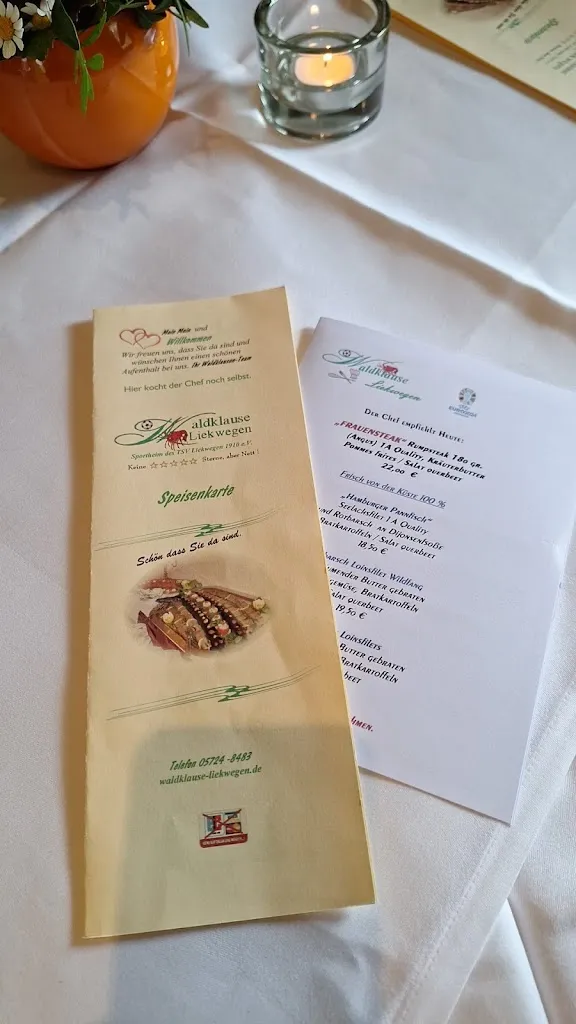 Moin Moin und
Willkommen
Wir freuen uns, dass Sie da sind und
wünschen Ihnen einen schönen
Aufenthalt bei uns. Ihr Waldklausen-Team
Hier kocht der Chef noch selbst.
Waldklause
Liekwegen
Sportheim des TSV Liekwegen 1910 e.V.
Keine ☆☆☆☆☆ Sterne, aber Nett !
Speisenkarte
Schön dass Sie da sind.
Telefon 05724 -8483
waldklause-liekwegen.de
Waldklause
Liekwegen
Der Chef empfiehlt Heute:
„FRAUENSTEAK" Rumpsteak 180 gr.
(Angus) 1A Quality, Kräuterbutter
Pommes frites / Salat querbeet
22,00 €
Frisch von der Küste 100 %
„Hamburger Pannfisch"
Seelachsfilet 1 A Quality
und Rotbarsch an Dijonsenfsoße
Bratkartoffeln / Salat querbeet
18,50 €
barsch Loinsfilet Wildfang
Butter gebraten
gemüse, Bratkartoffeln
Salat querbeet
19,50 €
Loinsfilets
Butter gebraten
Bratkartoffeln
beet